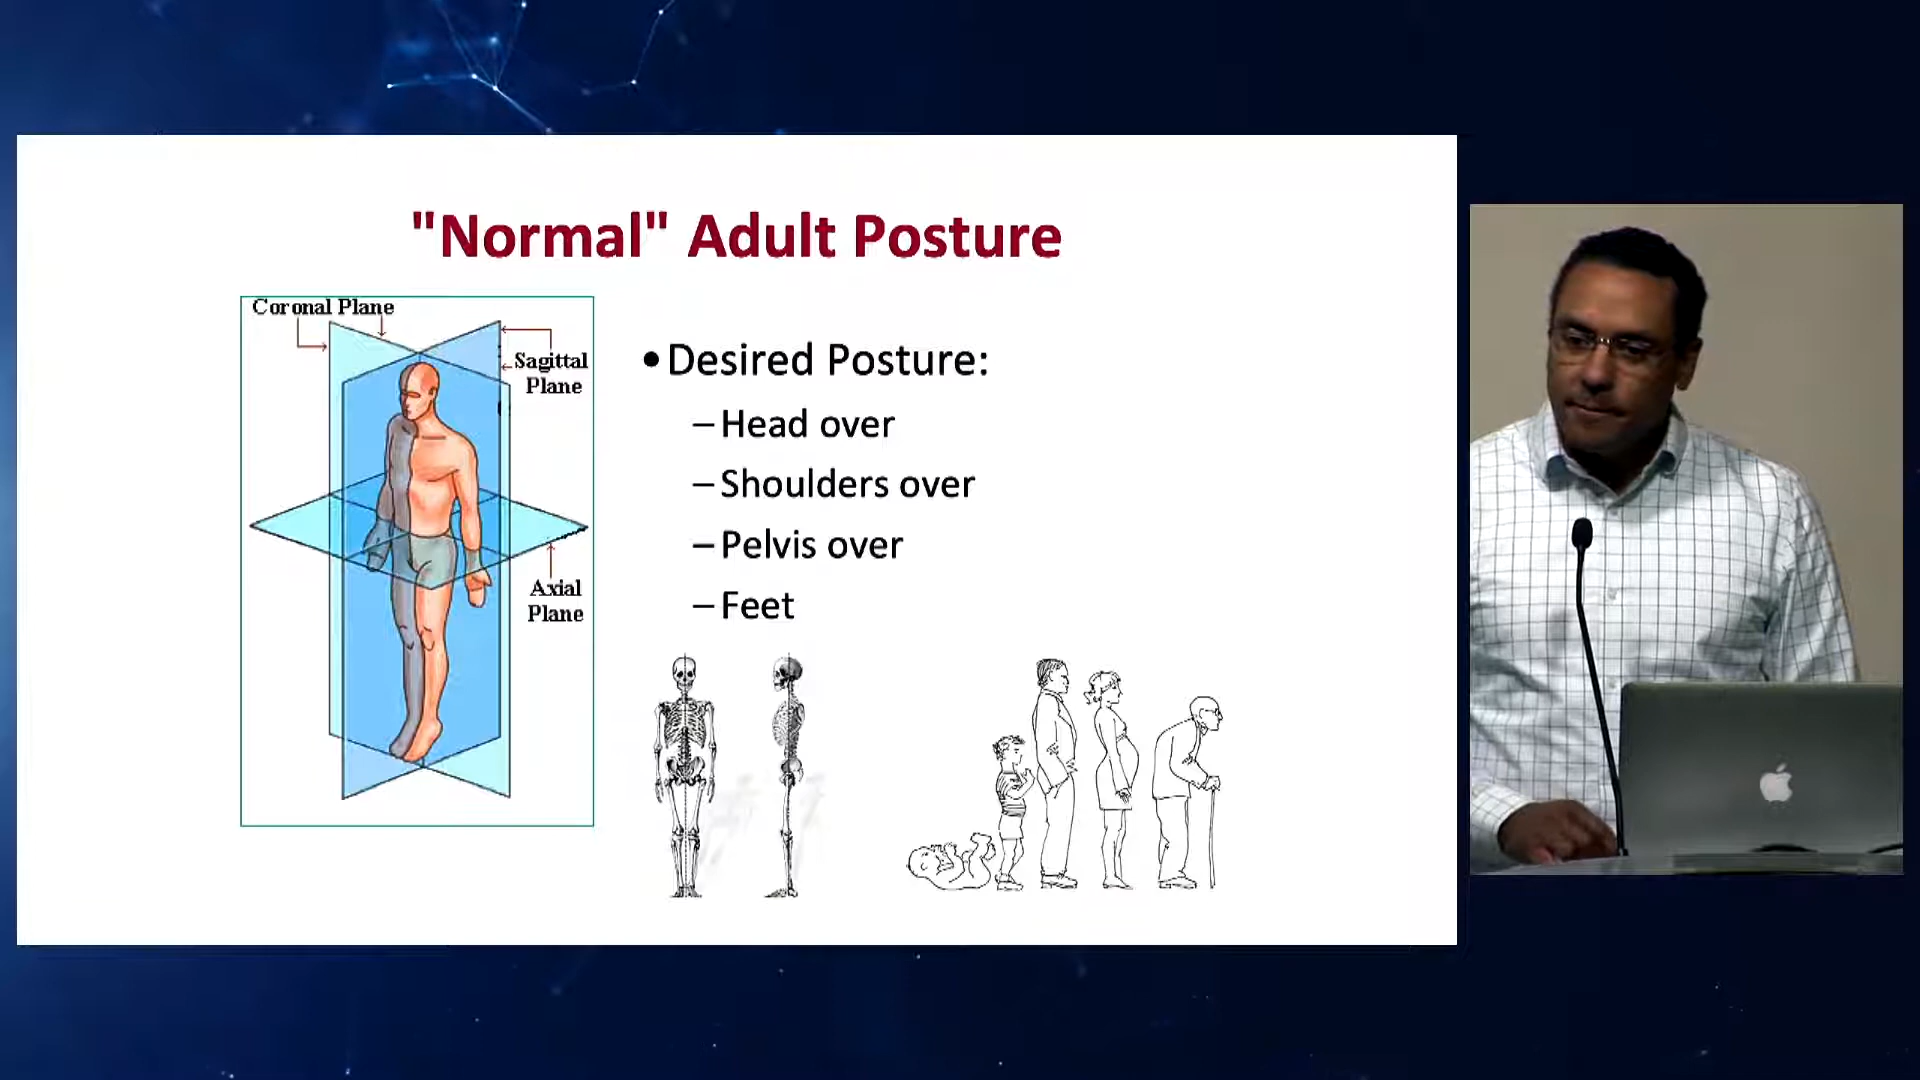 "Normal" Adult Posture
Coronal Plane
Sagittal
Plane
Axial
Plane
• Desired Posture:
– Head over
– Shoulders over
– Pelvis over
– Feet